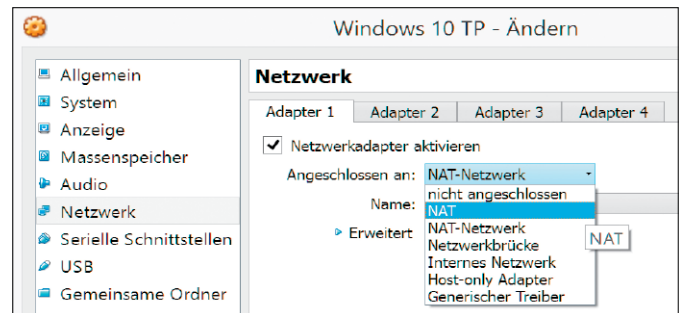 Windows 10 TP - Ändern
Allgemein
System
Anzeige
Massenspeicher
Audio
Netzwerk
Serielle Schnittstellen
USB
Gemeinsame Ordner
Netzwerk
Adapter 1 Adapter 2 Adapter 3 Adapter 4
Netzwerkadapter aktivieren
Angeschlossen an: NAT-Netzwerk
nicht angeschlossen
Name: NAT
NAT-Netzwerk
Erweitert
NAT
Netzwerkbrücke
Internes Netzwerk
Host-only Adapter
Generischer Treiber